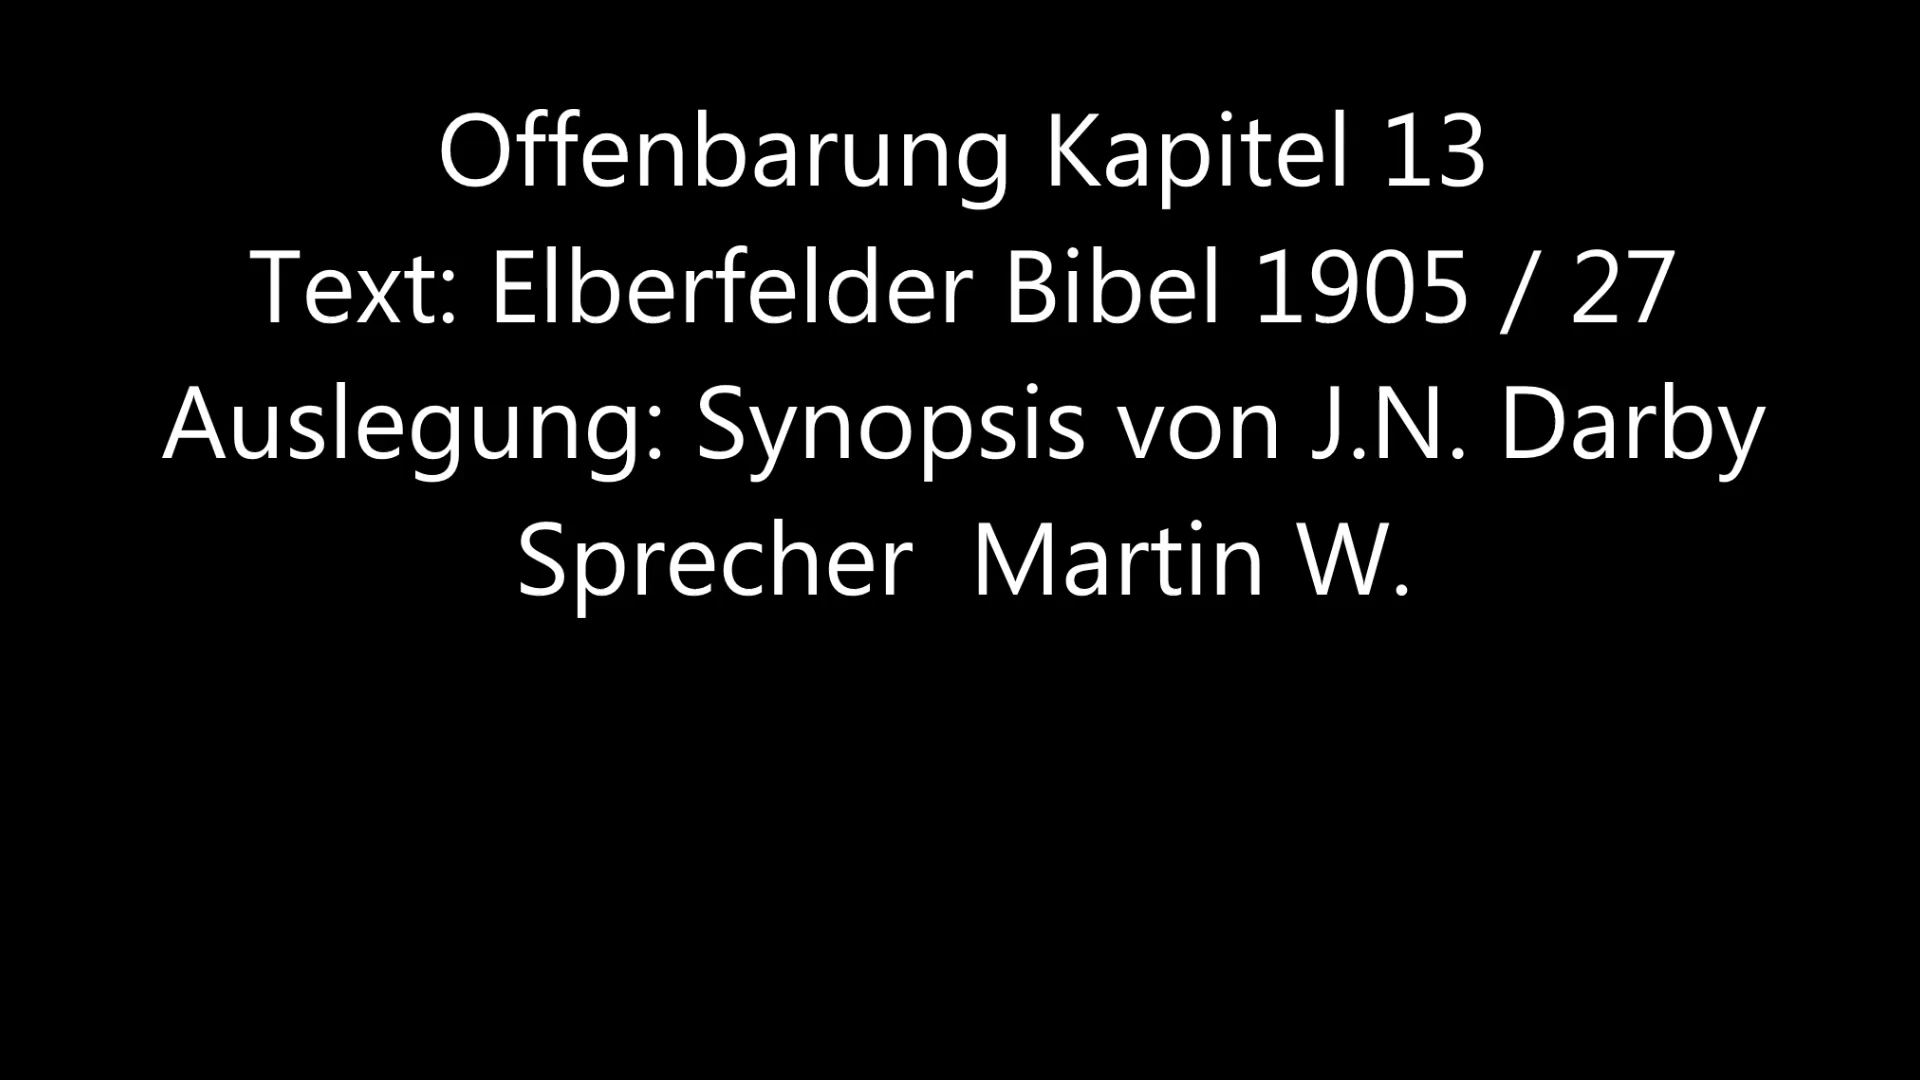 Offenbarung Kapitel 13
Text: Elberfelder Bibel 1905 / 27
Auslegung: Synopsis von J.N. Darby
Sprecher  Martin W.